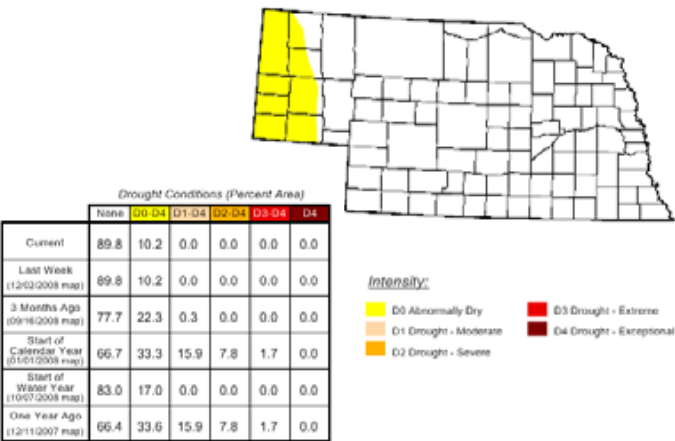 Drought Conditions (Percent Area)
None D0-D4 D1-D4 D2-D4 D3-D4 D4
Current 89.8 10.2 0.0 0.0 0.0 0.0
Last Week
(12/02/2008 map)
89.8 10.2 0.0 0.0 0.0 0.0
3 Months Ago
(09/16/2008 map)
77.7 22.3 0.3 0.0 0.0 0.0
Start of
Calendar Year
(01/01/2008 map)
66.7 33.3 15.9 7.8 1.7 0.0
Start of
Water Year
(10/07/2008 map)
83.0 17.0 0.0 0.0 0.0 0.0
One Year Ago
(12/11/2007 map)
66.4 33.6 15.9 7.8 1.7 0.0
Intensity:
D0 Abnormally Dry
D1 Drought - Moderate
D2 Drought - Severe
D3 Drought - Extreme
D4 Drought - Exceptional